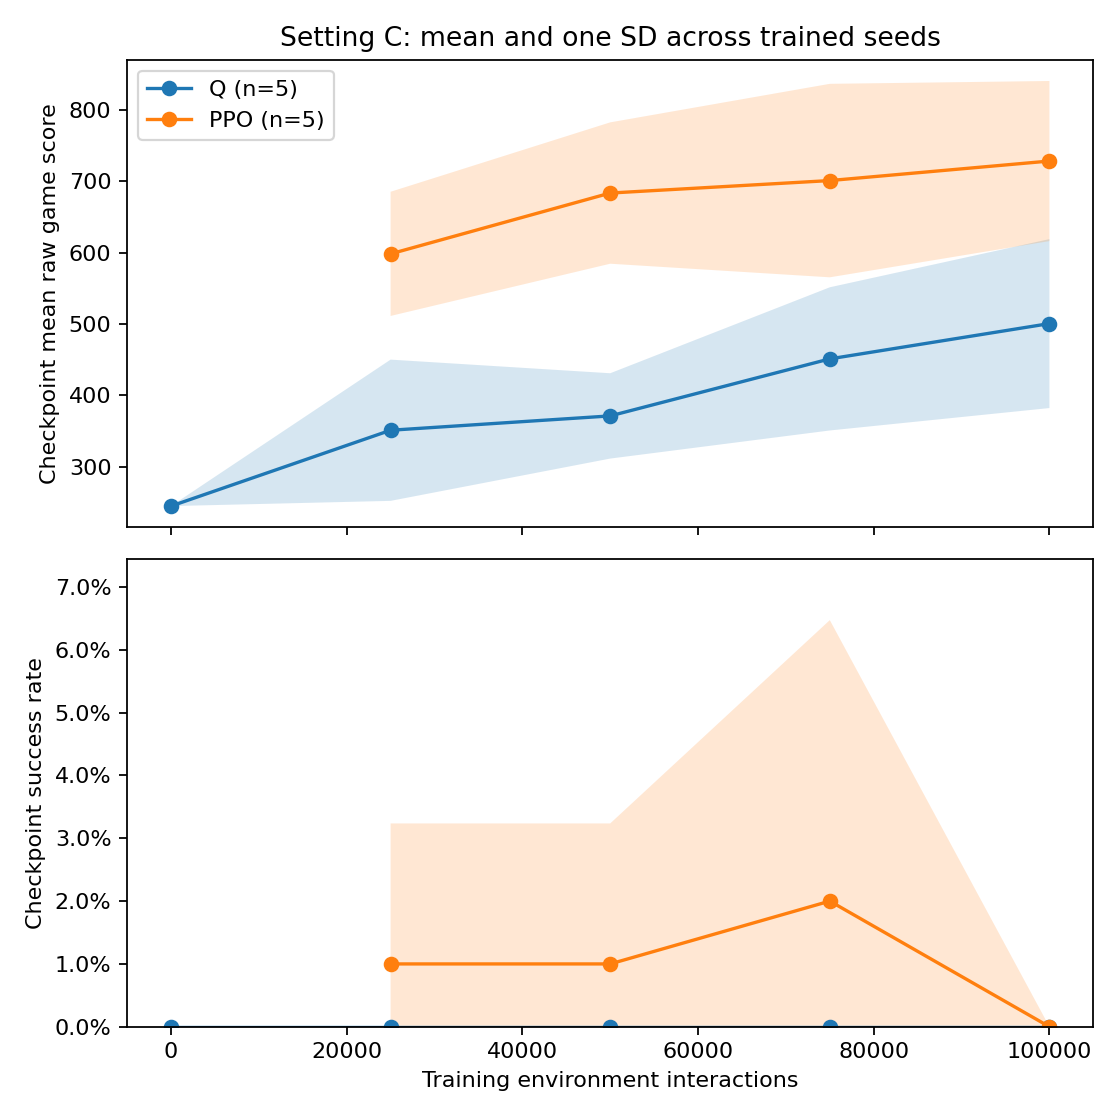 Setting C: mean and one SD across trained seeds
Q (n=5)
PPO (n=5)
Checkpoint mean raw game score
800
700
600
500
400
300
Checkpoint success rate
7.0%
6.0%
5.0%
4.0%
3.0%
2.0%
1.0%
0.0%
0 20000 40000 60000 80000 100000
Training environment interactions